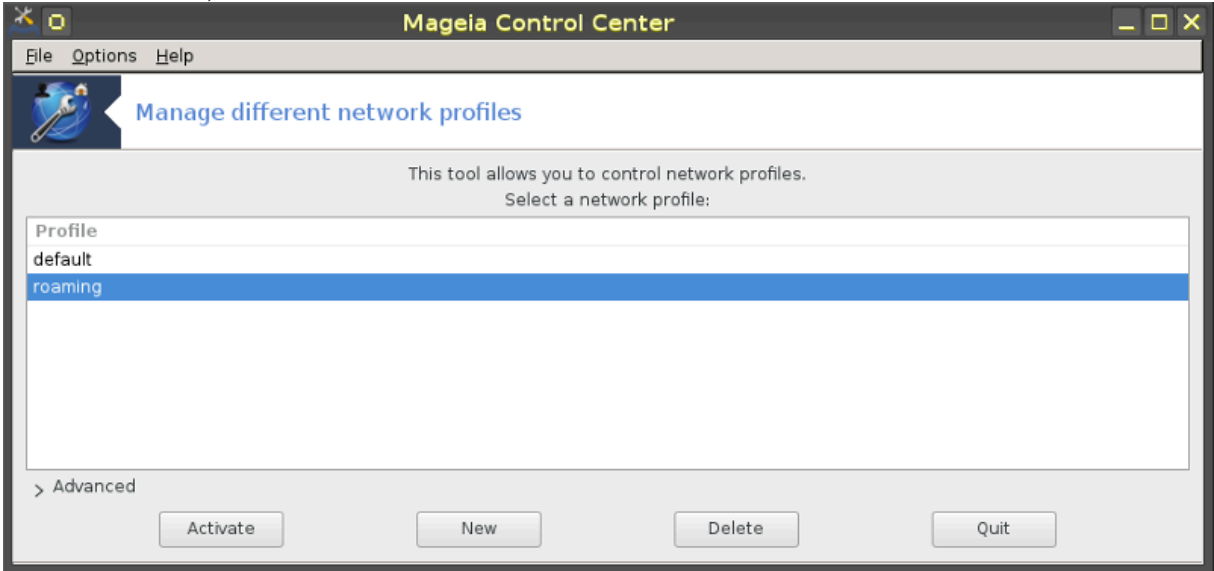 Mageia Control Center
File Options Help
Manage different network profiles
This tool allows you to control network profiles.
Select a network profile:
Profile
default
roaming
Advanced
Activate New Delete Quit